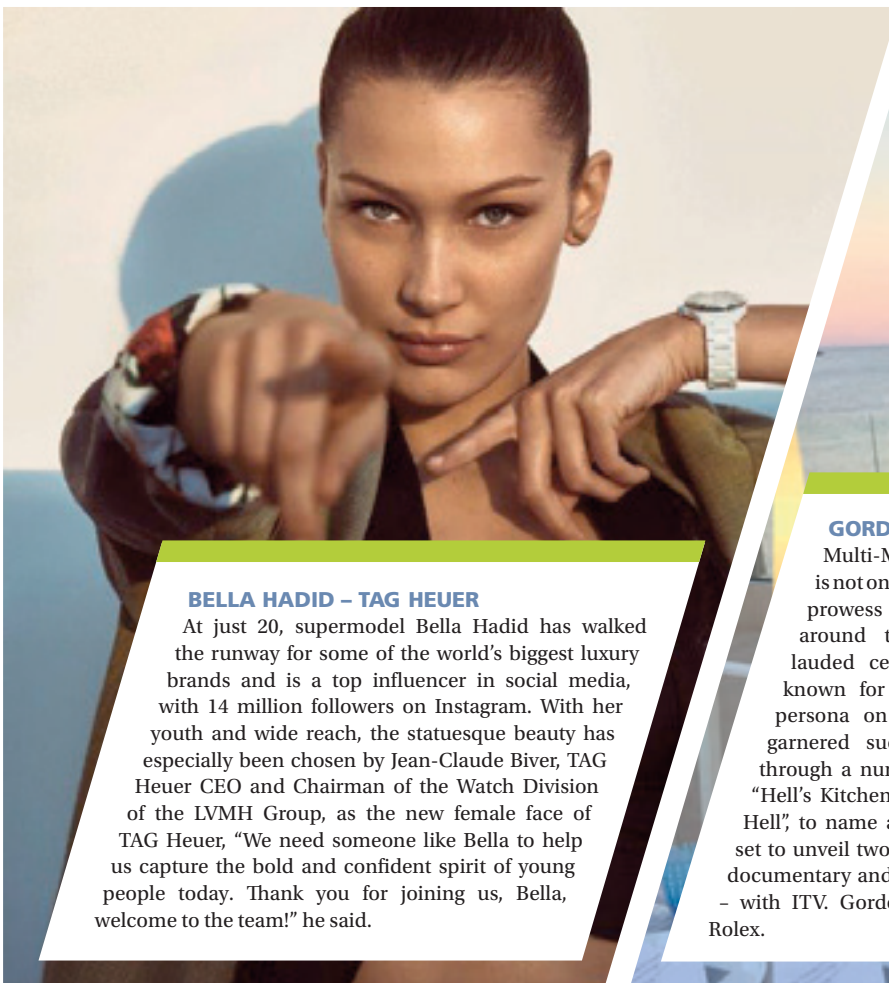 BELLA HADID – TAG HEUER
At just 20, supermodel Bella Hadid has walked
the runway for some of the world's biggest luxury
brands and is a top influencer in social media,
with 14 million followers on Instagram. With her
youth and wide reach, the statuesque beauty has
especially been chosen by Jean-Claude Biver, TAG
Heuer CEO and Chairman of the Watch Division
of the LVMH Group, as the new female face of
TAG Heuer, “We need someone like Bella to help
us capture the bold and confident spirit of young
people today. Thank you for joining us, Bella,
welcome to the team!” he said.
GORD
Multi-M
is not on
prowess
around t
lauded ce
known for
persona on
garnered su
through a nu
“Hell's Kitchen
Hell”, to name a
set to unveil two
documentary and
– with ITV. Gord
Rolex.